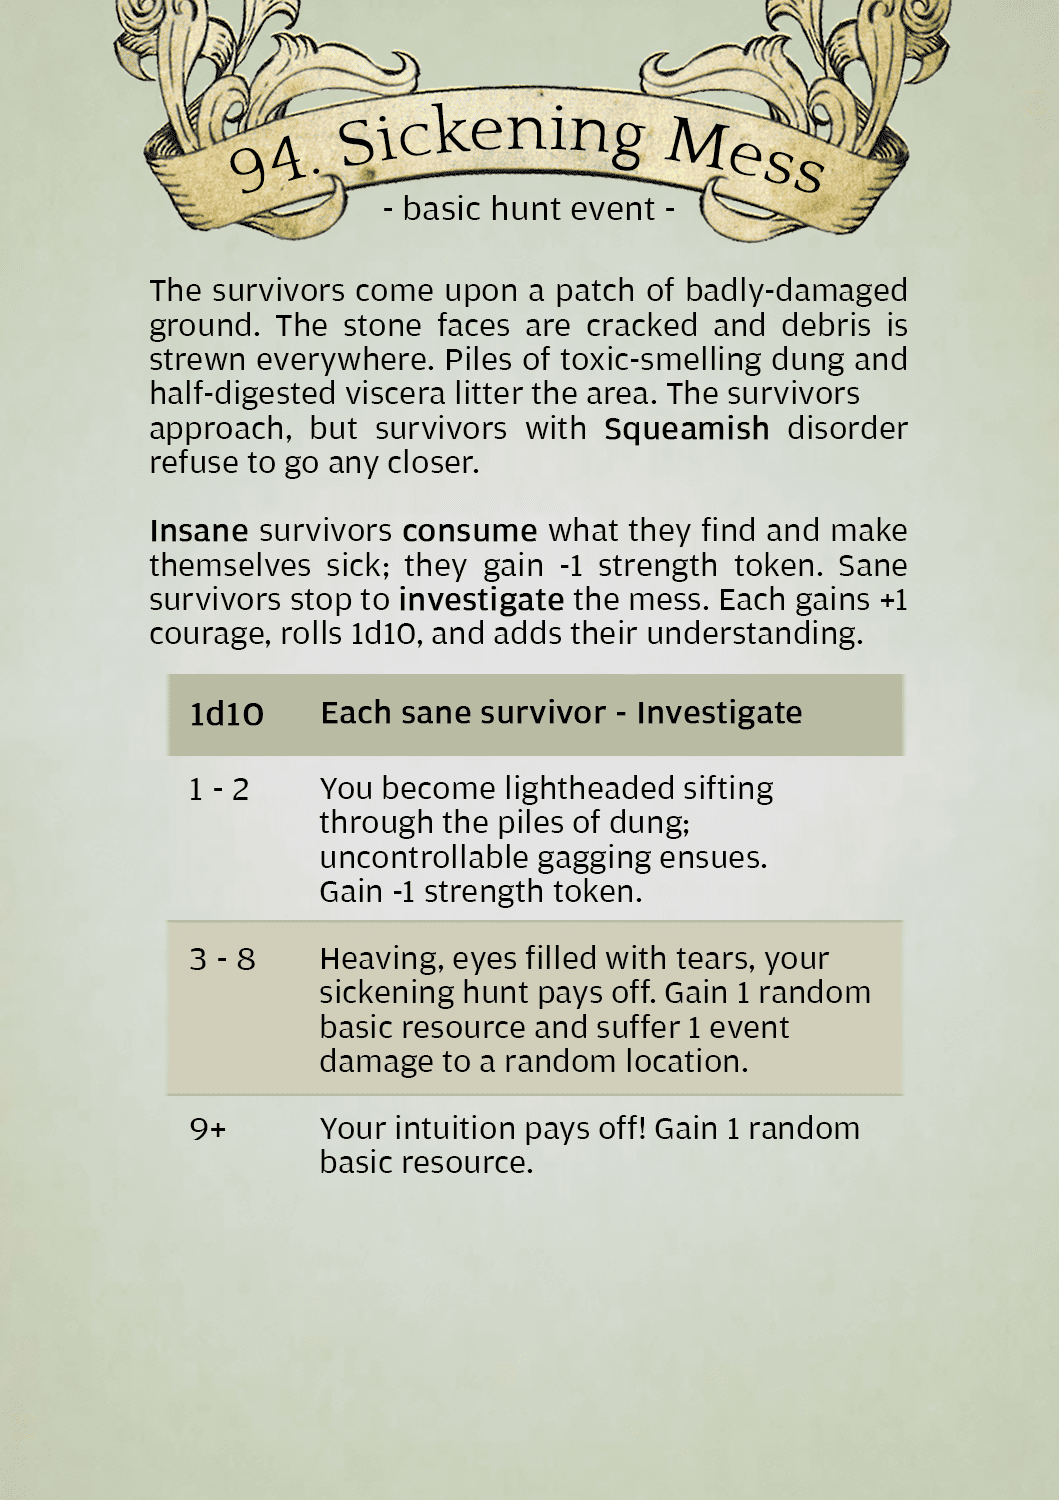 94. Sickening Mess
- basic hunt event -
The survivors come upon a patch of badly-damaged
ground. The stone faces are cracked and debris is
strewn everywhere. Piles of toxic-smelling dung and
half-digested viscera litter the area. The survivors
approach, but survivors with Squeamish disorder
refuse to go any closer.
Insane survivors consume what they find and make
themselves sick; they gain -1 strength token. Sane
survivors stop to investigate the mess. Each gains +1
courage, rolls 1d10, and adds their understanding.
1d10 Each sane survivor - Investigate
1 - 2 You become lightheaded sifting
through the piles of dung;
uncontrollable gagging ensues.
Gain -1 strength token.
3 - 8 Heaving, eyes filled with tears, your
sickening hunt pays off. Gain 1 random
basic resource and suffer 1 event
damage to a random location.
9+ Your intuition pays off! Gain 1 random
basic resource.